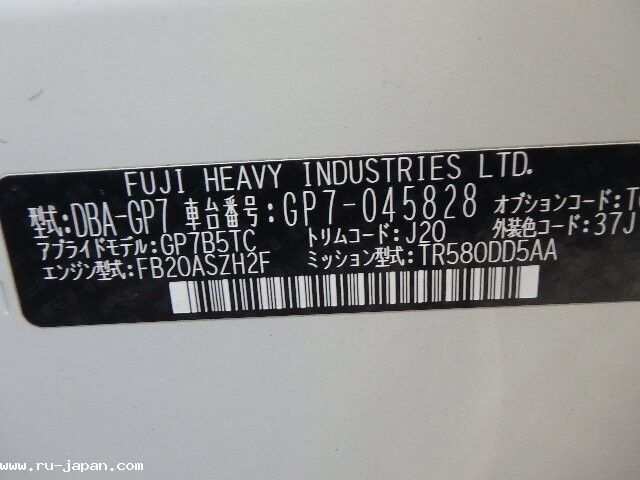 FUJI HEAVY INDUSTRIES LTD.
型式:DBA-GP7 車台番号:GP7-045828 オプションコード:
アプライドモデル:GP7B5TC トリムコード:J20 外装色コード:37J
エンジン型式:FB20ASZH2F ミッション型式:TR580DD5AA
www.ru-japan.com